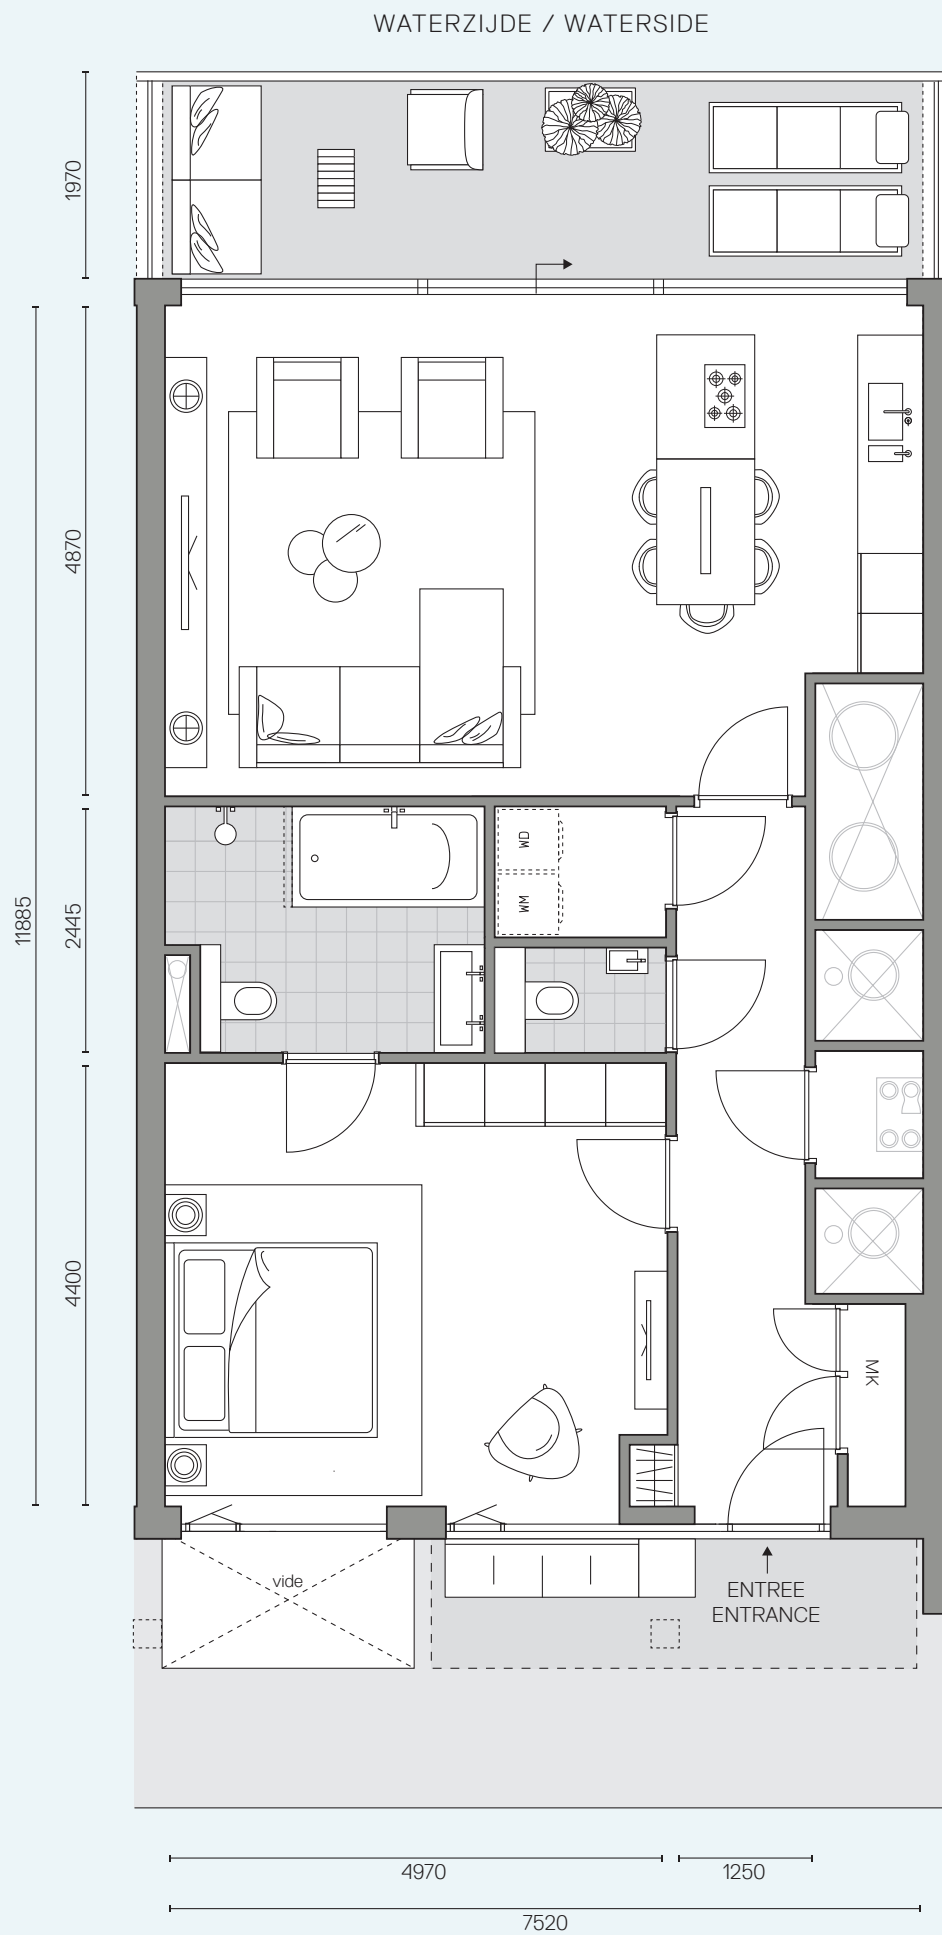 WATERZIJDE / WATERSIDE
1970
4870
11885
2445
WD
WM
4400
MK
vide
ENTREE
ENTRANCE
4970
1250
7520